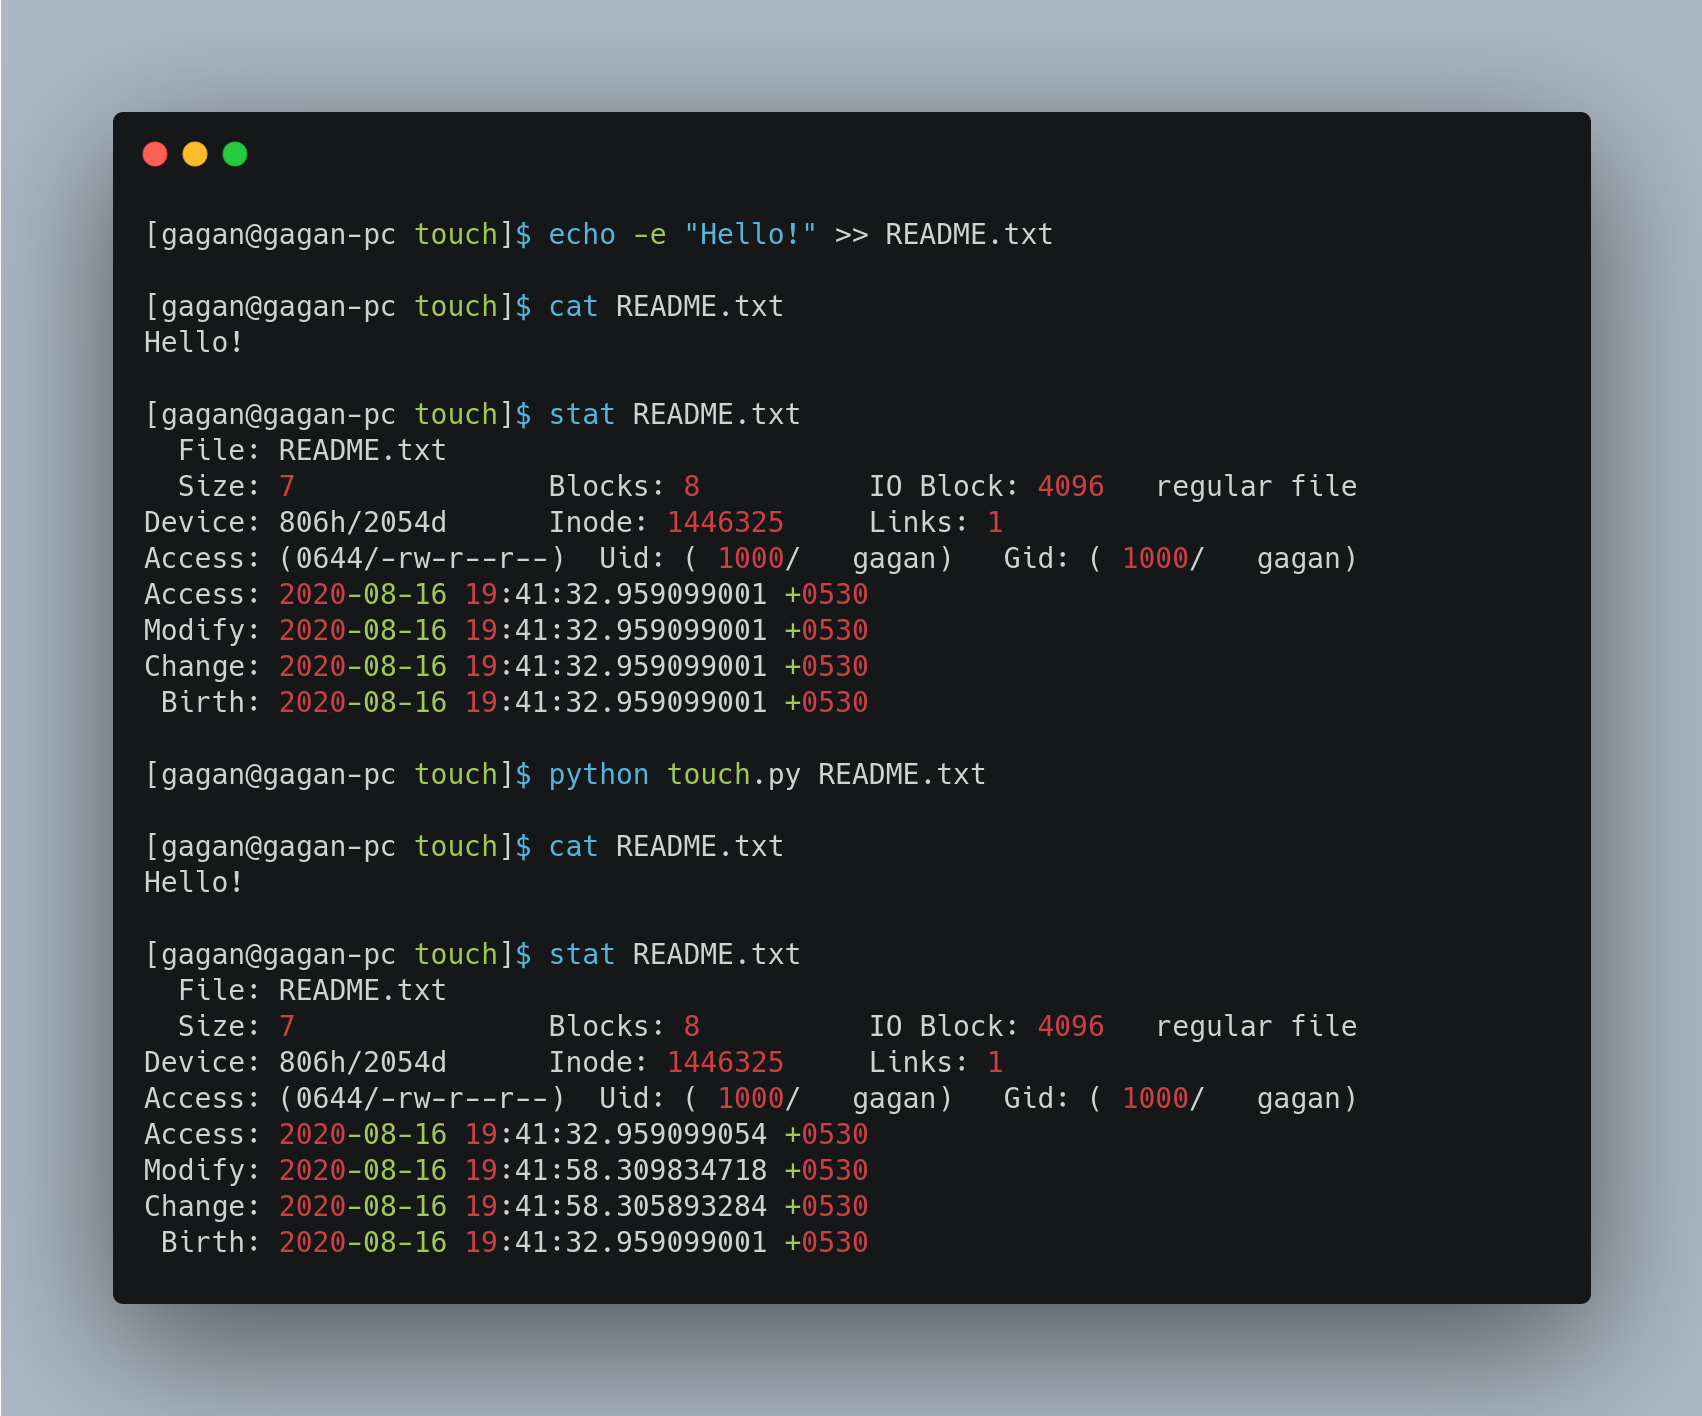 [gagan@gagan-pc touch]$ echo -e "Hello!" >> README.txt
[gagan@gagan-pc touch]$ cat README.txt
Hello!
[gagan@gagan-pc touch]$ stat README.txt
  File: README.txt
  Size: 7               Blocks: 8          IO Block: 4096   regular file
Device: 806h/2054d      Inode: 1446325     Links: 1
Access: (0644/-rw-r--r--)  Uid: ( 1000/   gagan)   Gid: ( 1000/   gagan)
Access: 2020-08-16 19:41:32.959099001 +0530
Modify: 2020-08-16 19:41:32.959099001 +0530
Change: 2020-08-16 19:41:32.959099001 +0530
 Birth: 2020-08-16 19:41:32.959099001 +0530
[gagan@gagan-pc touch]$ python touch.py README.txt
[gagan@gagan-pc touch]$ cat README.txt
Hello!
[gagan@gagan-pc touch]$ stat README.txt
  File: README.txt
  Size: 7               Blocks: 8          IO Block: 4096   regular file
Device: 806h/2054d      Inode: 1446325     Links: 1
Access: (0644/-rw-r--r--)  Uid: ( 1000/   gagan)   Gid: ( 1000/   gagan)
Access: 2020-08-16 19:41:32.959099054 +0530
Modify: 2020-08-16 19:41:58.309834718 +0530
Change: 2020-08-16 19:41:58.305893284 +0530
 Birth: 2020-08-16 19:41:32.959099001 +0530